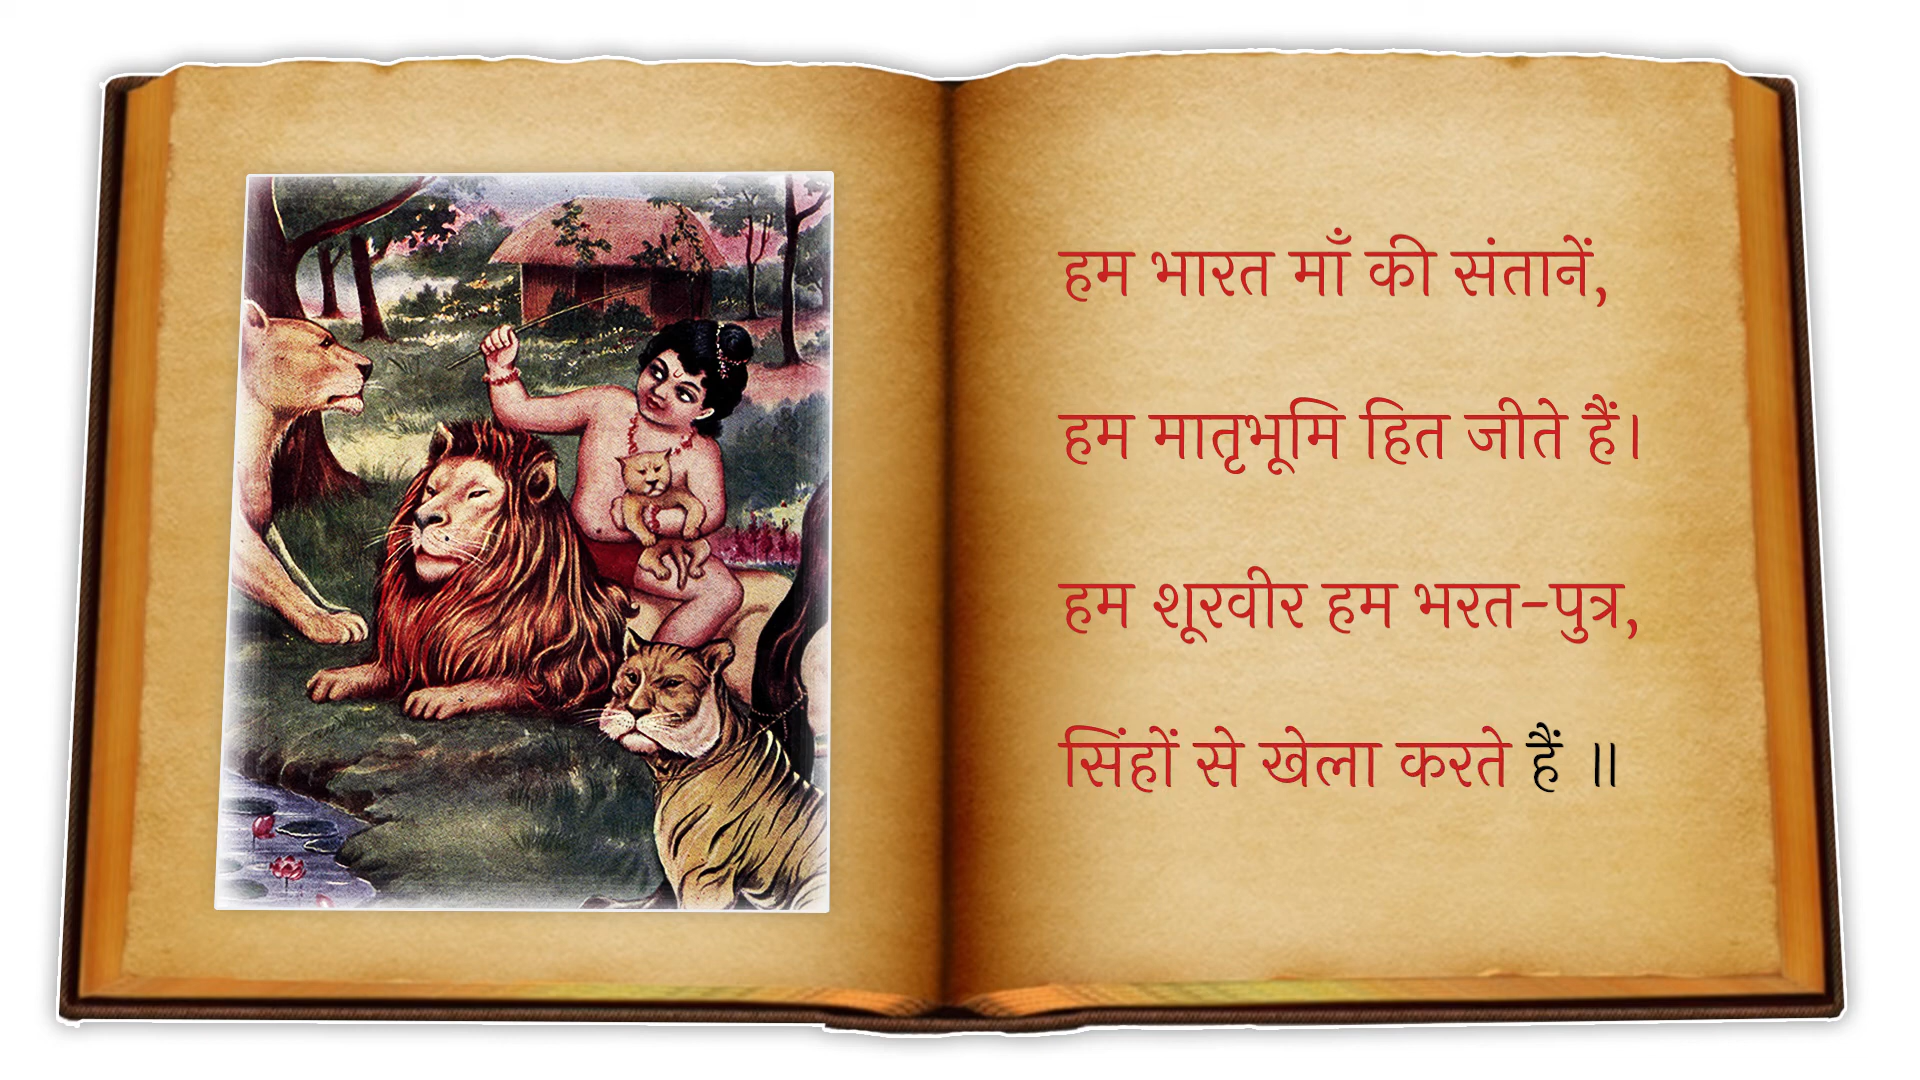 हम भारत माँ की संतानें,
हम मातृभूमि हित जीते हैं।
हम शूरवीर हम भरत-पुत्र,
सिंहों से खेला करते हैं ॥